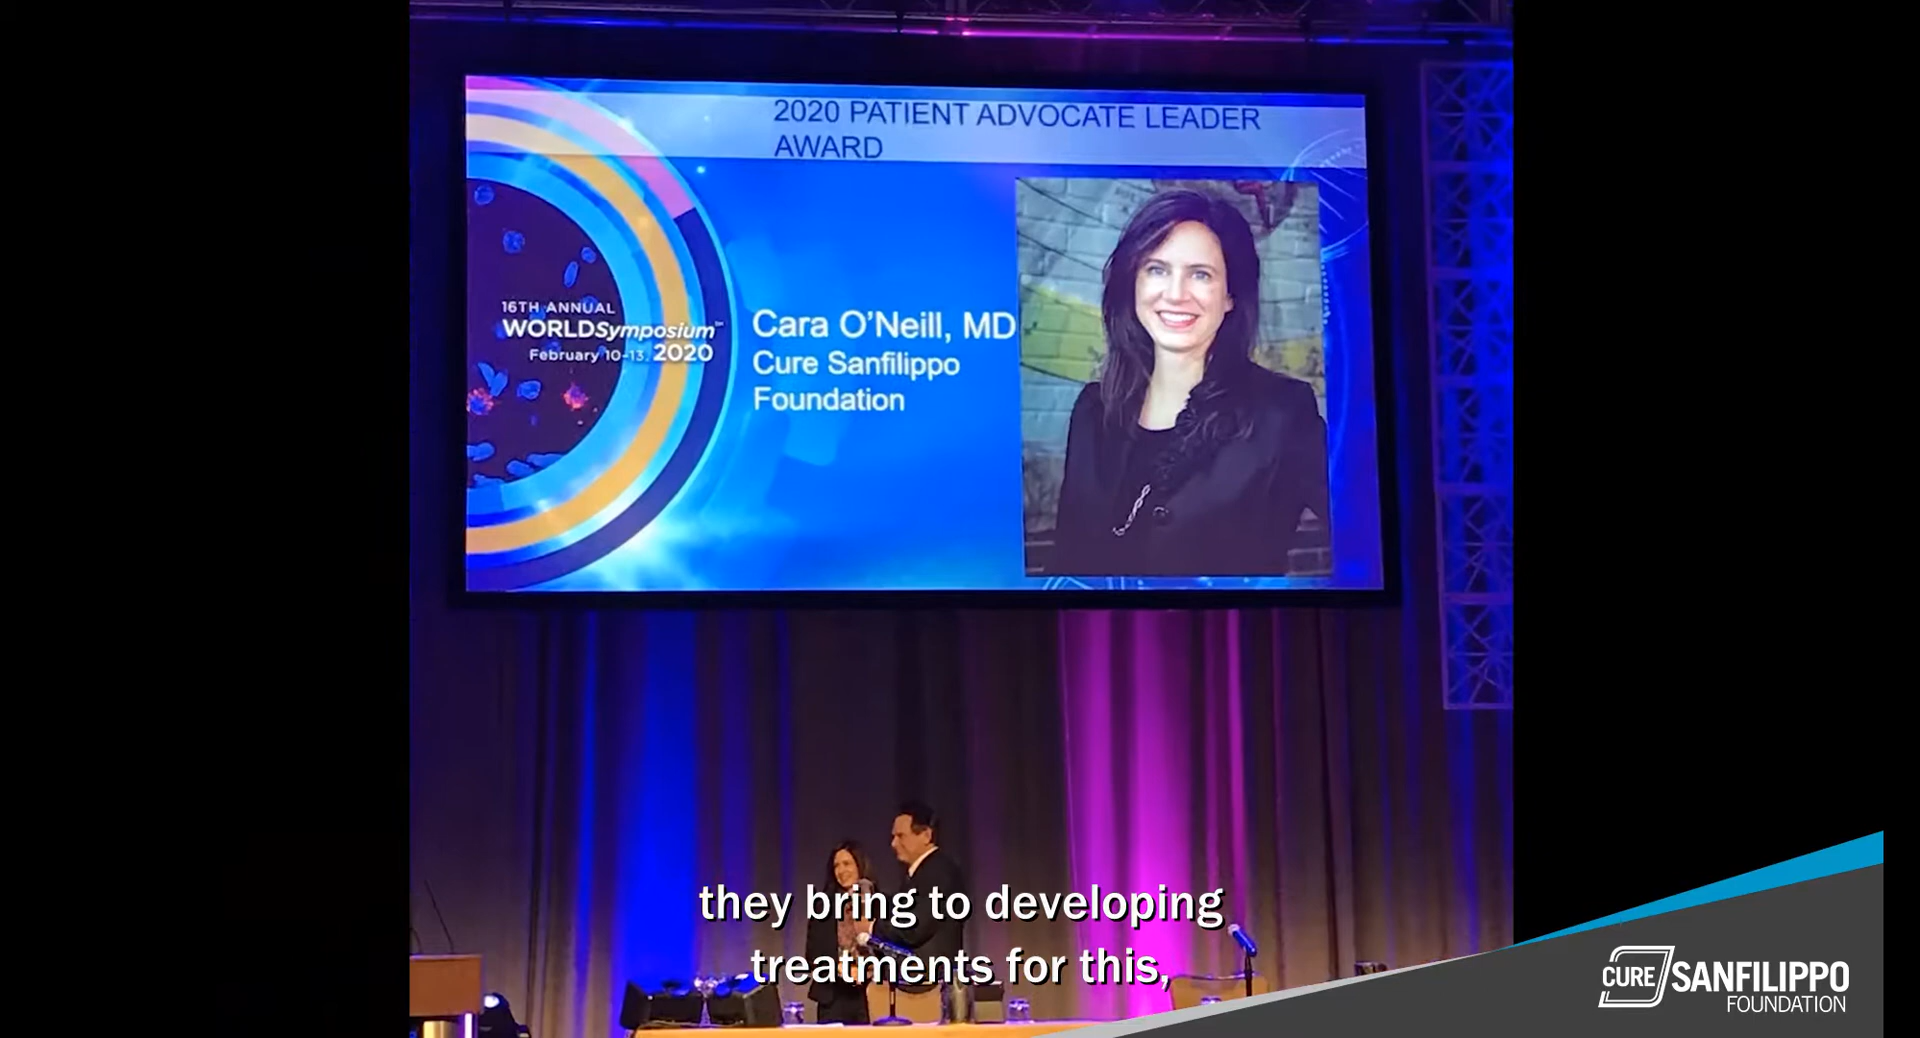 2020 PATIENT ADVOCATE LEADER
AWARD
16TH ANNUAL
WORLDSymposium℠
February 10-13, 2020
Cara O'Neill, MD
Cure Sanfilippo
Foundation
they bring to developing
treatments for this,
CURE SANFILIPPO
FOUNDATION